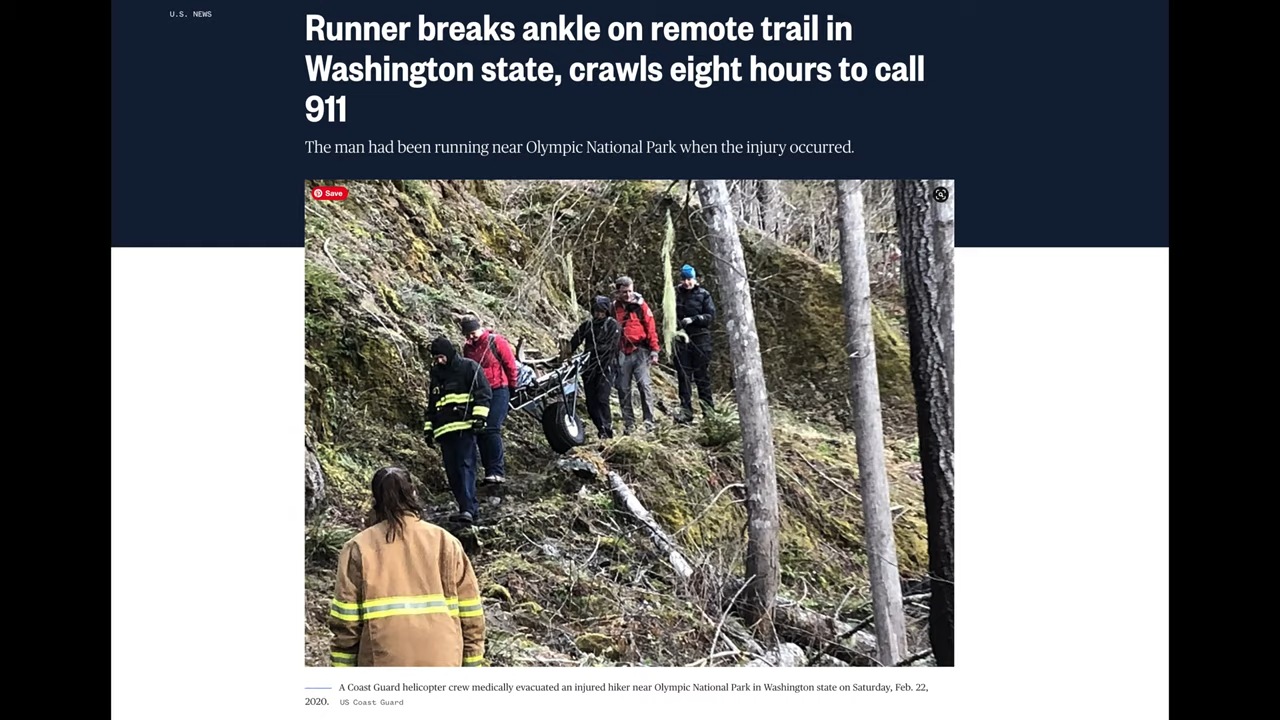 U.S. NEWS
Runner breaks ankle on remote trail in
Washington state, crawls eight hours to call
911
The man had been running near Olympic National Park when the injury occurred.
Save
A Coast Guard helicopter crew medically evacuated an injured hiker near Olympic National Park in Washington state on Saturday, Feb. 22,
2020. US Coast Guard